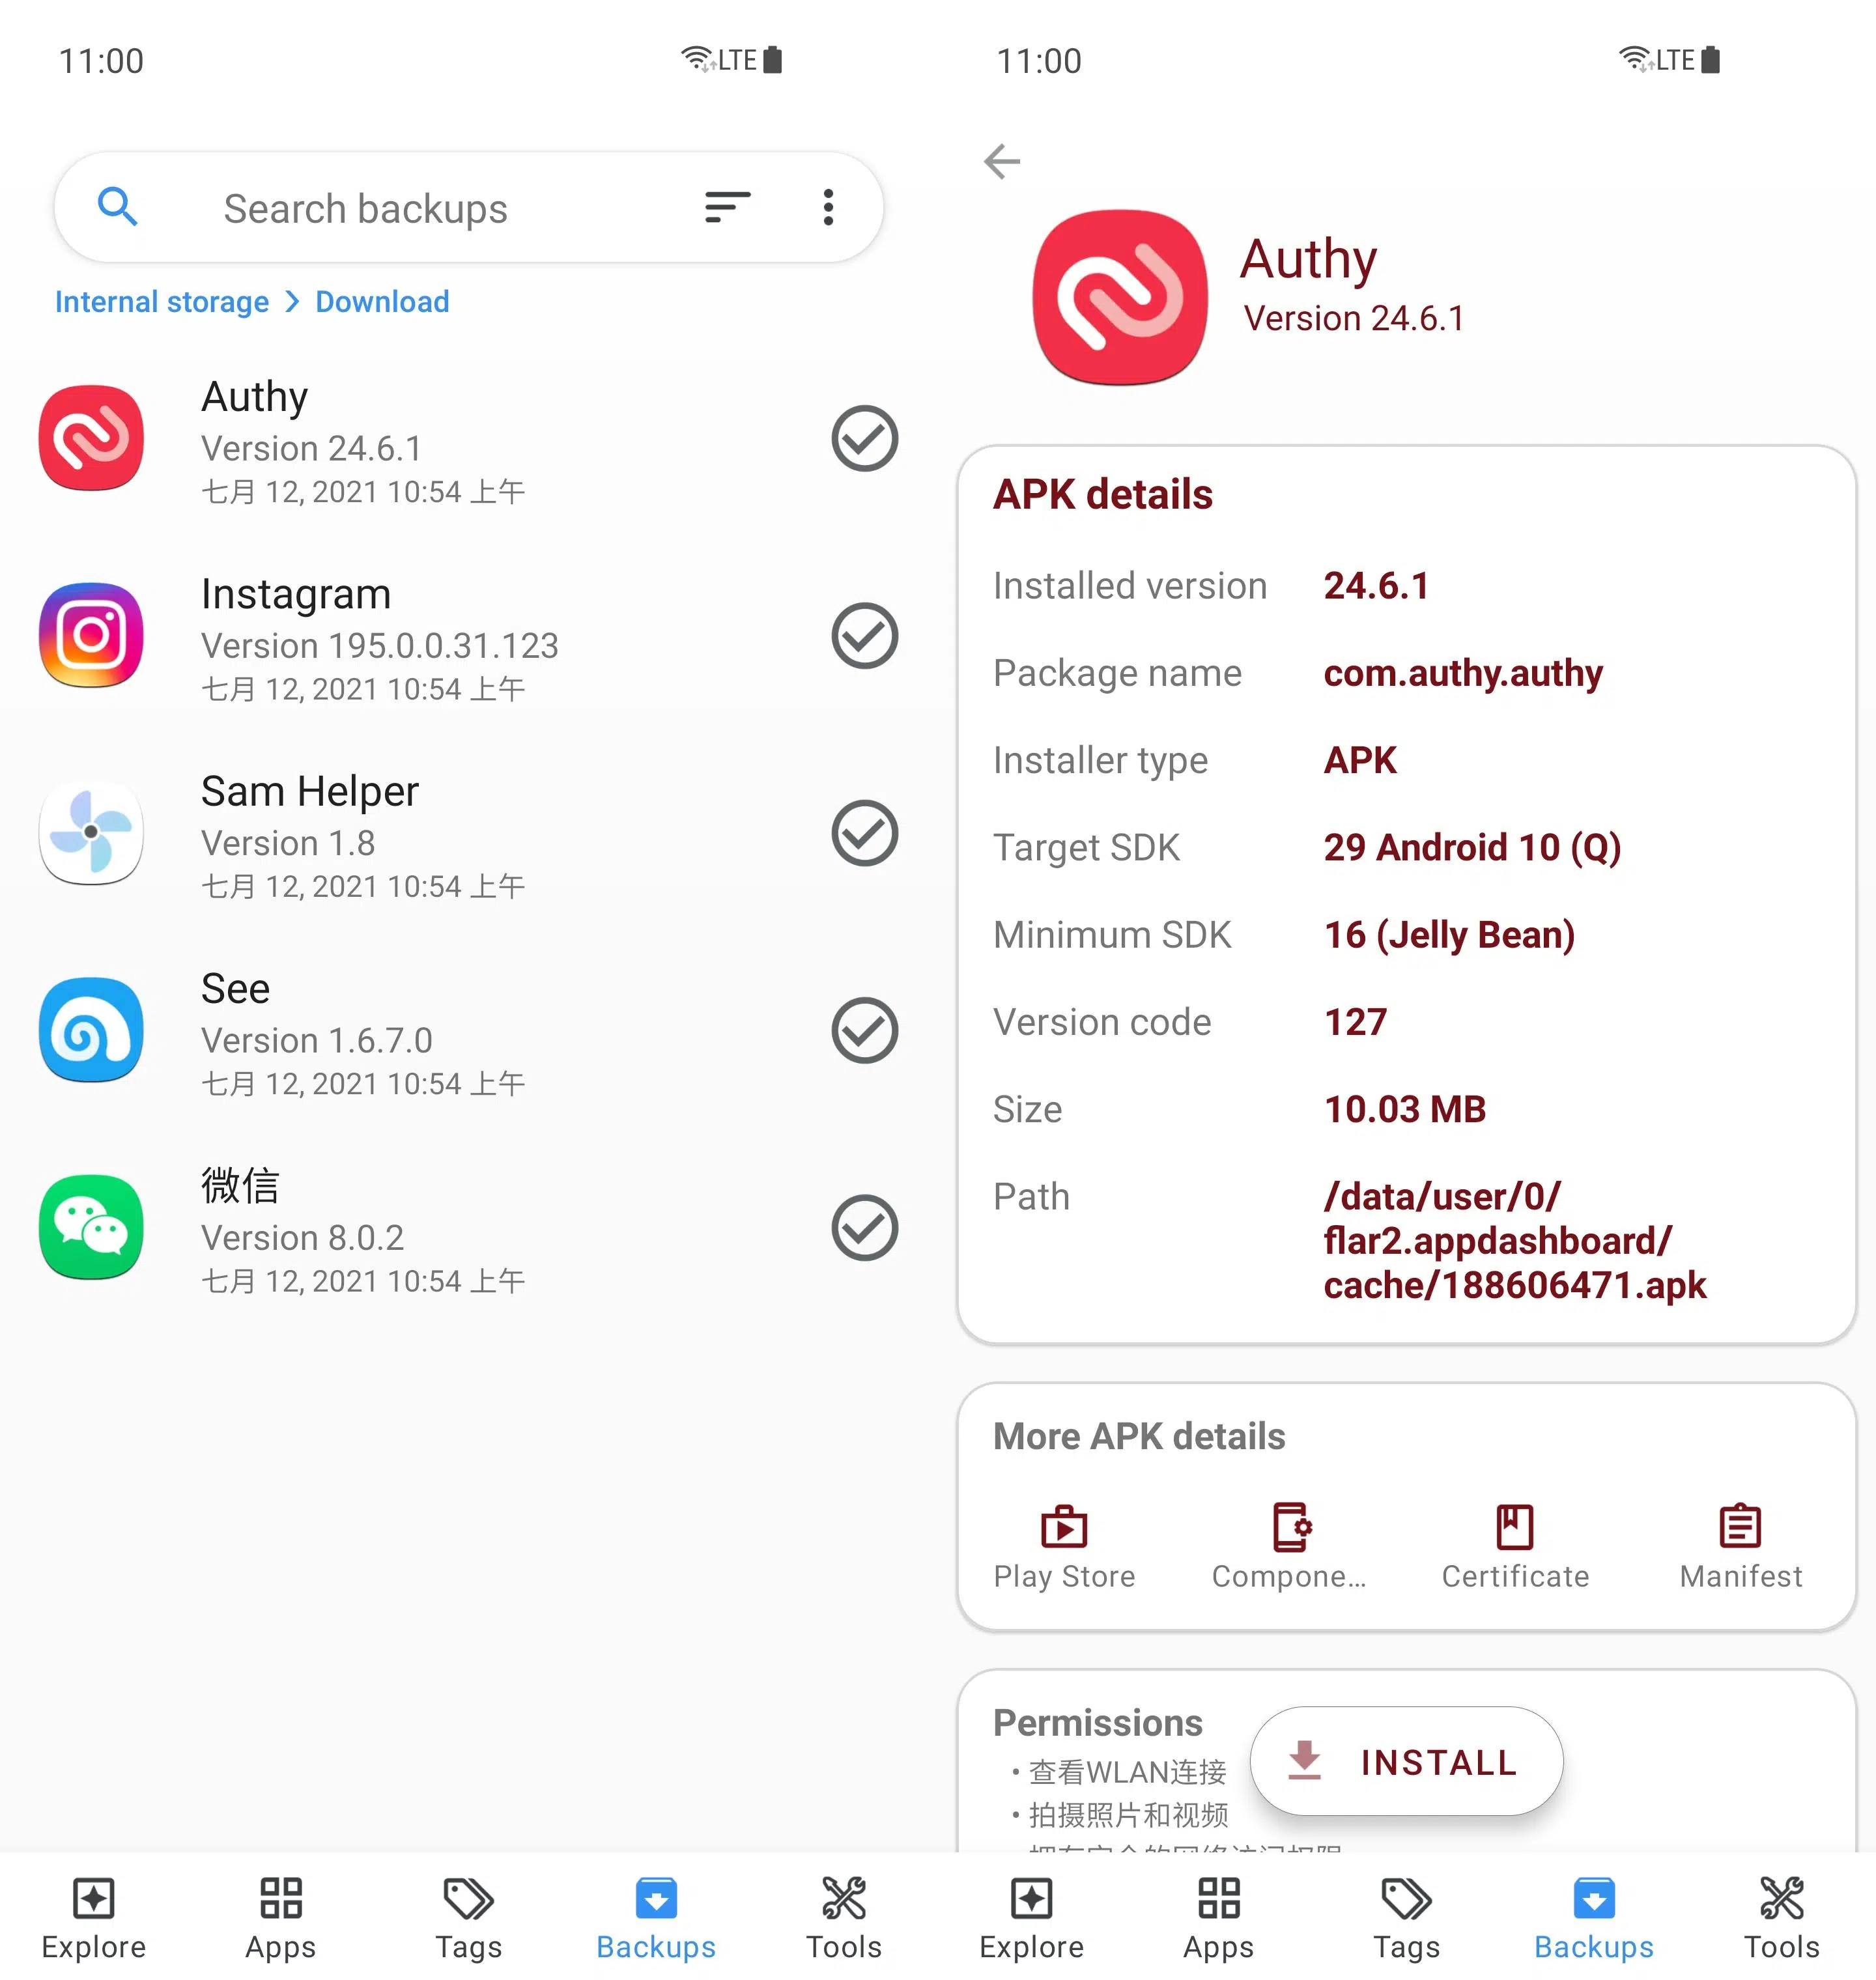 11:00
LTE
Search backups
Internal storage > Download
Authy
Version 24.6.1
七月 12, 2021 10:54 上午
Instagram
Version 195.0.0.31.123
七月 12, 2021 10:54 上午
Sam Helper
Version 1.8
七月 12, 2021 10:54 上午
See
Version 1.6.7.0
七月 12, 2021 10:54 上午
微信
Version 8.0.2
七月 12, 2021 10:54 上午
Explore Apps Tags Backups Tools
11:00
LTE
Authy
Version 24.6.1
APK details
Installed version 24.6.1
Package name com.authy.authy
Installer type APK
Target SDK 29 Android 10 (Q)
Minimum SDK 16 (Jelly Bean)
Version code 127
Size 10.03 MB
Path /data/user/0/
flar2.appdashboard/
cache/188606471.apk
More APK details
Play Store Compone... Certificate Manifest
Permissions
• 查看WLAN连接
• 拍摄照片和视频
INSTALL
Explore Apps Tags Backups Tools